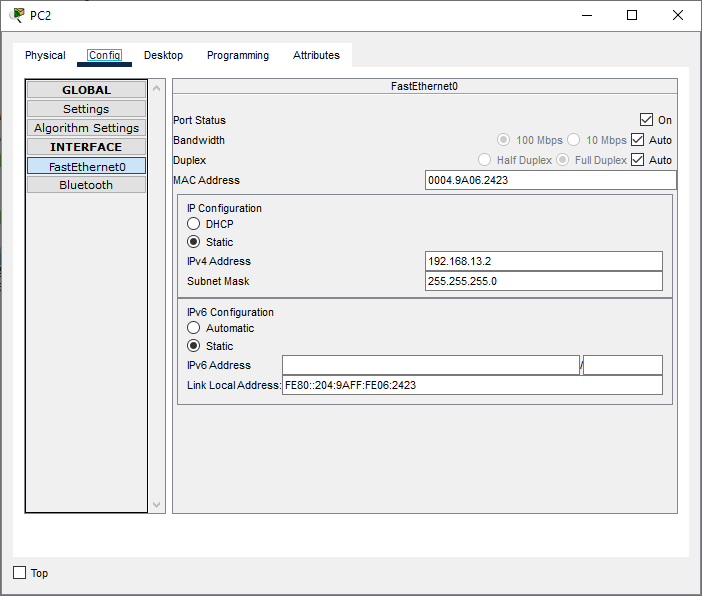 PC2
Physical Config Desktop Programming Attributes
GLOBAL
Settings
Algorithm Settings
INTERFACE
FastEthernet0
Bluetooth
FastEthernet0
Port Status On
Bandwidth 100 Mbps 10 Mbps Auto
Duplex Half Duplex Full Duplex Auto
MAC Address 0004.9A06.2423
IP Configuration
DHCP
Static
IPv4 Address 192.168.13.2
Subnet Mask 255.255.255.0
IPv6 Configuration
Automatic
Static
IPv6 Address /
Link Local Address: FE80::204:9AFF:FE06:2423
Top